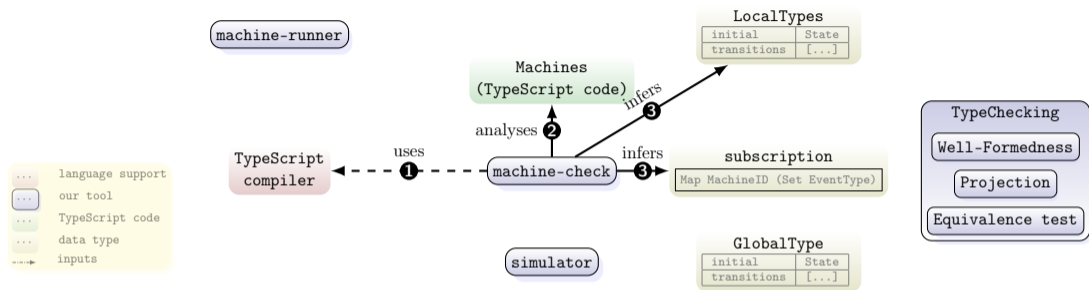 LocalTypes
initial State
transitions [...]
machine-runner
Machines
(TypeScript code)
infers
3
analyses 2
TypeChecking
Well-Formedness
Projection
Equivalence test
TypeScript
compiler
uses
1
machine-check
infers
3
subscription
Map MachineID (Set EventType)
... language support
... our tool
... TypeScript code
... data type
inputs
simulator
GlobalType
initial State
transitions [...]